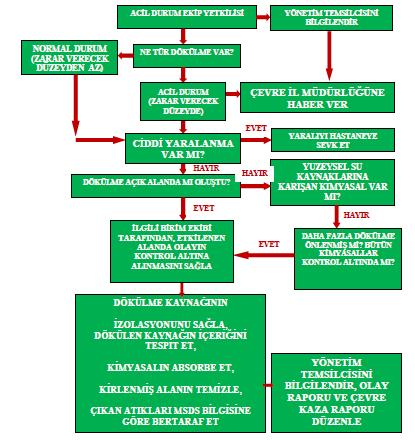 ACİL DURUM EKİP YETKİLİSİ
YÖNETİM TEMSİLCİSİNİ
BİLGİLENDİR
NORMAL DURUM
(ZARAR VERECEK
DÜZEYDEN AZ)
NE TÜR DÖKÜLME VAR?
ACİL DURUM
(ZARAR VERECEK
DÜZEYDE)
ÇEVRE İL MÜDÜRLÜĞÜNE
HABER VER
CİDDİ YARALANMA
VAR MI?
EVET
YARALIYI HASTANEYE
SEVK ET
HAYIR
DÖKÜLME AÇIK ALANDA MI OLUŞTU?
HAYIR
YUZEYSEL SU
KAYNAKLARINA
KARIŞAN KİMYASAL VAR
MI?
EVET
HAYIR
İLGİLİ BİRİM EKİBİ
TARAFINDAN, ETKİLENEN
ALANDA OLAYIN
KONTROL ALTINA
ALINMASINI SAĞLA
EVET
DAHA FAZLA DÖKÜLME
ÖNLENMİŞ Mİ? BÜTÜN
KİMYASALLAR
KONTROL ALTINDA MI?
DÖKÜLME KAYNAĞININ
İZOLASYONUNU SAĞLA,
DÖKÜLEN KAYNAĞIN İÇERİĞİNİ
TESPIT ET,
KİMYASALIN ABSORBE ET,
KİRLENMİŞ ALANIN TEMİZLE,
ÇIKAN ATIKLARI MSDS BİLGİSİNE
GÖRE BERTARAF ET
YÖNETİM
TEMSİLCİSİNİ
BİLGİLENDİR, OLAY
RAPORU VE ÇEVRE
KAZA RAPORU
DÜZENLE